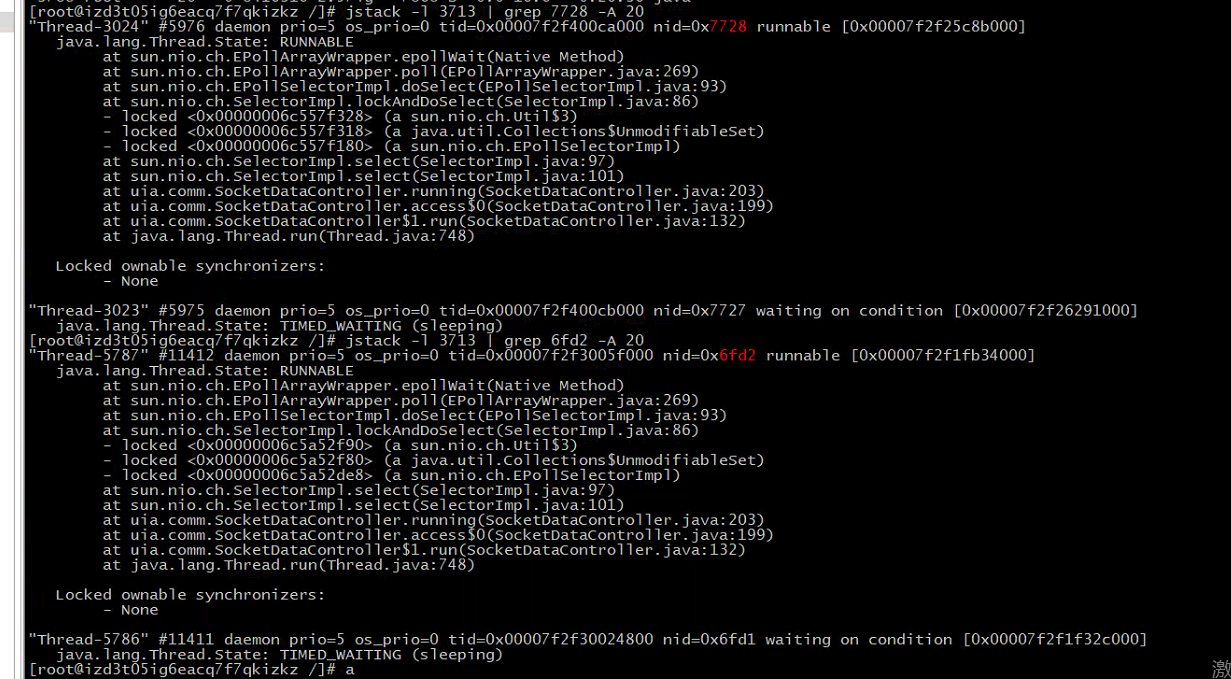 [root@izd3t05ig6eacq7f7qkizkz /]# jstack -l 3713 | grep 7728 -A 20
"Thread-3024" #5976 daemon prio=5 os_prio=0 tid=0x00007f2f400ca000 nid=0x7728 runnable [0x00007f2f25c8b000]
   java.lang.Thread.State: RUNNABLE
        at sun.nio.ch.EPollArrayWrapper.epollWait(Native Method)
        at sun.nio.ch.EPollArrayWrapper.poll(EPollArrayWrapper.java:269)
        at sun.nio.ch.EPollSelectorImpl.doSelect(EPollSelectorImpl.java:93)
        at sun.nio.ch.SelectorImpl.lockAndDoSelect(SelectorImpl.java:86)
        - locked <0x00000006c557f328> (a sun.nio.ch.Util$3)
        - locked <0x00000006c557f318> (a java.util.Collections$UnmodifiableSet)
        - locked <0x00000006c557f180> (a sun.nio.ch.EPollSelectorImpl)
        at sun.nio.ch.SelectorImpl.select(SelectorImpl.java:97)
        at sun.nio.ch.SelectorImpl.select(SelectorImpl.java:101)
        at uia.comm.SocketDataController.running(SocketDataController.java:203)
        at uia.comm.SocketDataController.access$0(SocketDataController.java:199)
        at uia.comm.SocketDataController$1.run(SocketDataController.java:132)
        at java.lang.Thread.run(Thread.java:748)
   Locked ownable synchronizers:
        - None
"Thread-3023" #5975 daemon prio=5 os_prio=0 tid=0x00007f2f400cb000 nid=0x7727 waiting on condition [0x00007f2f26291000]
   java.lang.Thread.State: TIMED_WAITING (sleeping)
[root@izd3t05ig6eacq7f7qkizkz /]# jstack -l 3713 | grep 6fd2 -A 20
"Thread-5787" #11412 daemon prio=5 os_prio=0 tid=0x00007f2f3005f000 nid=0x6fd2 runnable [0x00007f2f1fb34000]
   java.lang.Thread.State: RUNNABLE
        at sun.nio.ch.EPollArrayWrapper.epollWait(Native Method)
        at sun.nio.ch.EPollArrayWrapper.poll(EPollArrayWrapper.java:269)
        at sun.nio.ch.EPollSelectorImpl.doSelect(EPollSelectorImpl.java:93)
        at sun.nio.ch.SelectorImpl.lockAndDoSelect(SelectorImpl.java:86)
        - locked <0x00000006c5a52f90> (a sun.nio.ch.Util$3)
        - locked <0x00000006c5a52f80> (a java.util.Collections$UnmodifiableSet)
        - locked <0x00000006c5a52de8> (a sun.nio.ch.EPollSelectorImpl)
        at sun.nio.ch.SelectorImpl.select(SelectorImpl.java:97)
        at sun.nio.ch.SelectorImpl.select(SelectorImpl.java:101)
        at uia.comm.SocketDataController.running(SocketDataController.java:203)
        at uia.comm.SocketDataController.access$0(SocketDataController.java:199)
        at uia.comm.SocketDataController$1.run(SocketDataController.java:132)
        at java.lang.Thread.run(Thread.java:748)
   Locked ownable synchronizers:
        - None
"Thread-5786" #11411 daemon prio=5 os_prio=0 tid=0x00007f2f30024800 nid=0x6fd1 waiting on condition [0x00007f2f1f32c000]
   java.lang.Thread.State: TIMED_WAITING (sleeping)
[root@izd3t05ig6eacq7f7qkizkz /]# a
激